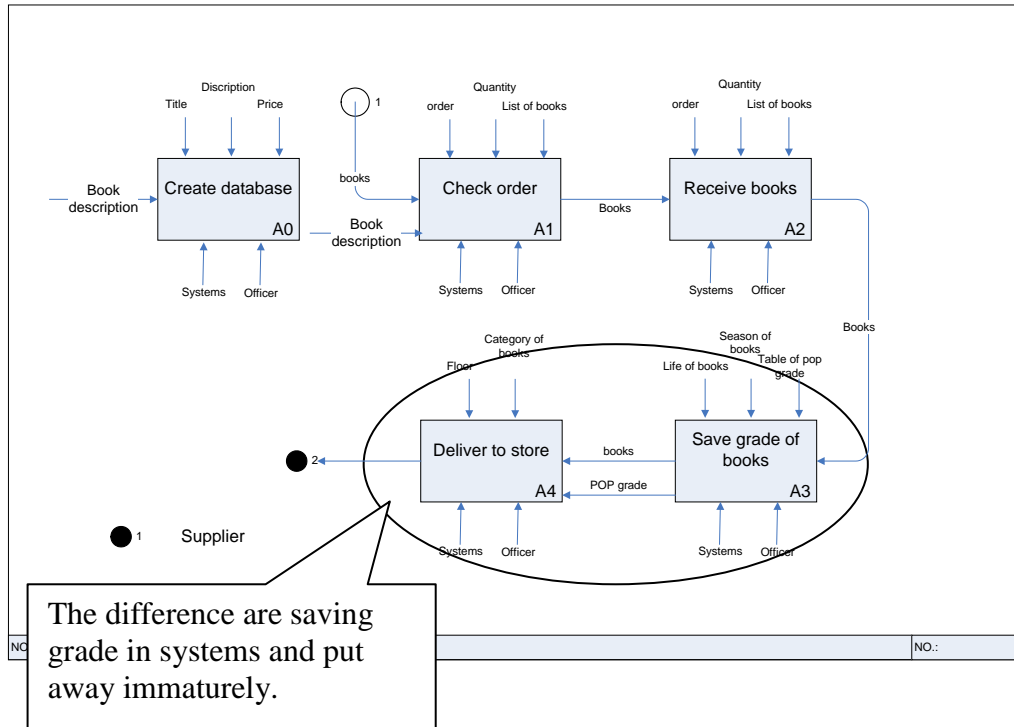 Discription
Title
Price
Book
description
Create database
A0
Systems
Officer
1
books
Quantity
order
List of books
Book
description
Check order
A1
Systems
Officer
Books
Quantity
order
List of books
Receive books
A2
Systems
Officer
Books
Category of
books
Floor
Deliver to store
A4
Systems
Officer
2
books
POP grade
Season of
books
Life of books
Table of pop
grade
Save grade of
books
A3
Systems
Officer
1
Supplier
The difference are saving
grade in systems and put
away immaturely.
NO
NO.: